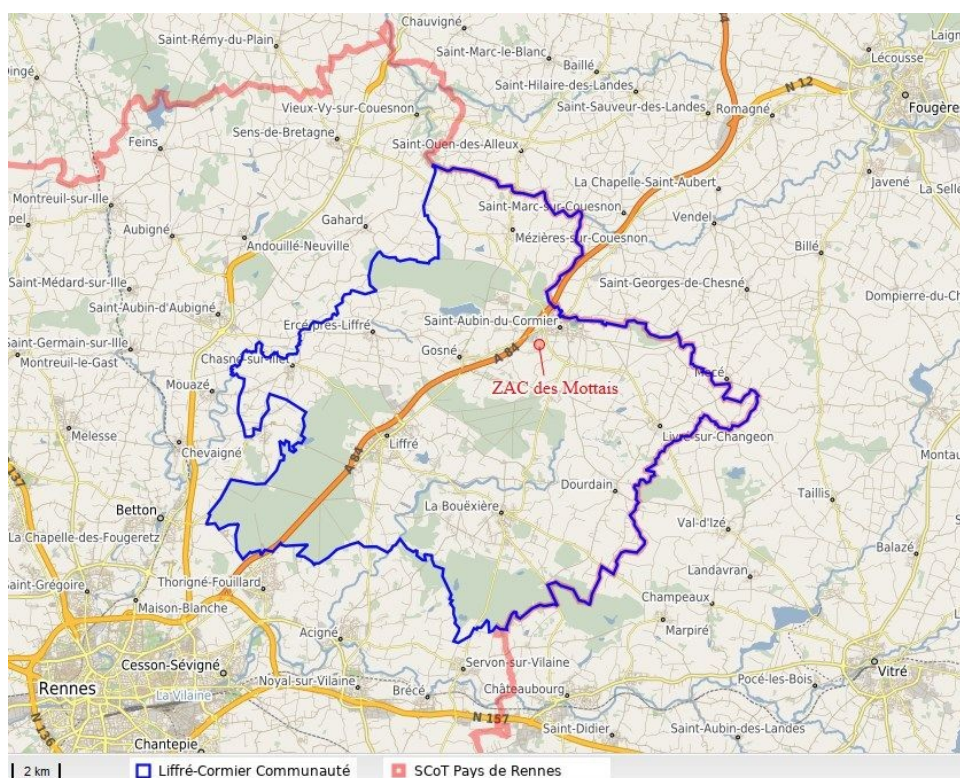 Chauvigné
Saint-Rémy-du-Plain
Saint-Marc-le-Blanc
Laign
Lécousse
Baillé
Dingé
Saint-Hilaire-des-Landes
N 12
Vieux-Vy-sur-Couesnon
Saint-Sauveur-des-Landes
Romagné
Fougère
Sens-de-Bretagne
Feins
Saint-Ouen-des-Alleux
Javené
La Chapelle-Saint-Aubert
La Selle
Montreuil-sur-Ille
Saint-Marc-sur-Couesnon
Vendel
Gahard
Aubigné
Mézières-sur-Couesnon
Andouillé-Neuville
Billé
Saint-Médard-sur-Ille
Saint-Georges-de-Chesné
Dompierre-du-Ch
Saint-Aubin-d'Aubigné
Ercé-près-Liffré
Saint-Aubin-du-Cormier
Saint-Germain-sur-Ille
Gosné
A 84
Montreuil-le-Gast
Chasné-sur-Illet
ZAC des Mottais
Mecé
Mouazé
Melesse
Liffré
Livré-sur-Changeon
Chevaigné
A 84
Montau
137
Dourdain
Taillis
Betton
La Bouëxière
Val-d'Izé
La Chapelle-des-Fougeretz
Balazé
Landavran
Saint-Grégoire
Thorigné-Fouillard
Champeaux
Maison-Blanche
Marpiré
Acigné
Cesson-Sévigné
Servon-sur-Vilaine
Vitré
Rennes
La Vilaine
Noyal-sur-Vilaine
Brécé
Châteaubourg
Pocé-les-Bois
N 157
N 136
Saint-Didier
Saint-Aubin-des-Landes
Chantepie
2 km
Liffré-Cormier Communauté
SCoT Pays de Rennes